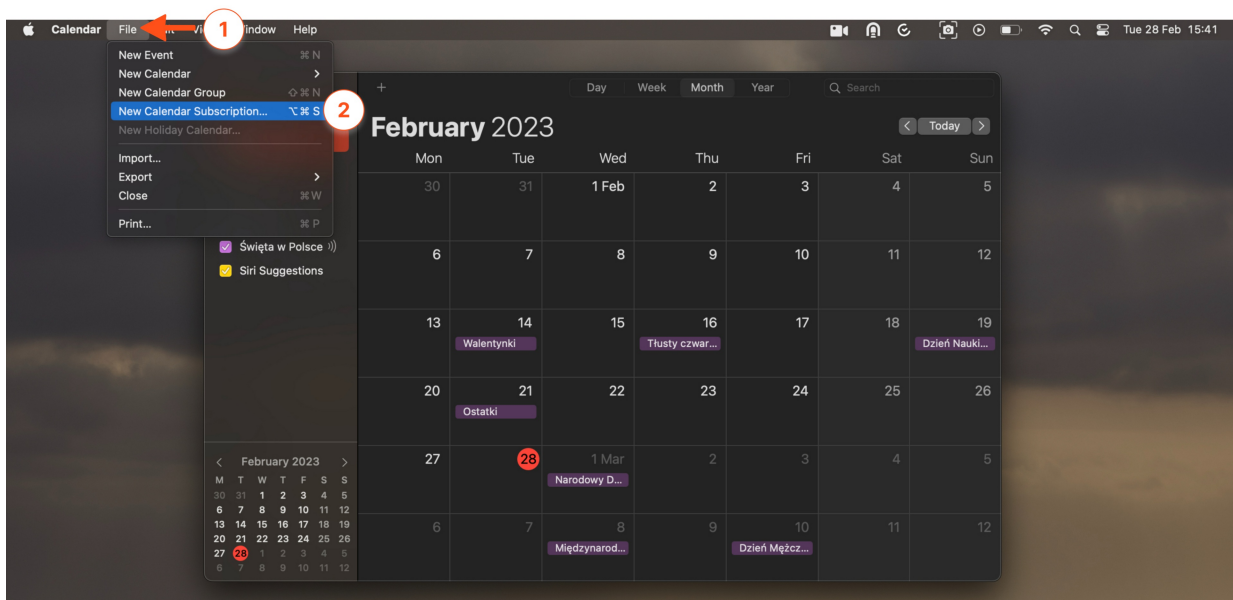 Calendar File Window Help Tue 28 Feb 15:41
1
New Event ⌘ N
New Calendar >
New Calendar Group ⇧ ⌘ N
New Calendar Subscription... ⌥ ⌘ S
2
New Holiday Calendar...
Import...
Export >
Close ⌘ W
Print... ⌘ P
Święta w Polsce
Siri Suggestions
< February 2023 >
M T W T F S S
30 31 1 2 3 4 5
6 7 8 9 10 11 12
13 14 15 16 17 18 19
20 21 22 23 24 25 26
27 28 1 2 3 4 5
6 7 8 9 10 11 12
+ Day Week Month Year Search
February 2023 < Today >
Mon Tue Wed Thu Fri Sat Sun
30 31 1 Feb 2 3 4 5
6 7 8 9 10 11 12
13 14 15 16 17 18 19
Walentynki Tłusty czwar... Dzień Nauki...
20 21 22 23 24 25 26
Ostatki
27 28 1 Mar 2 3 4 5
Narodowy D...
6 7 8 9 10 11 12
Międzynarod... Dzień Mężcz...